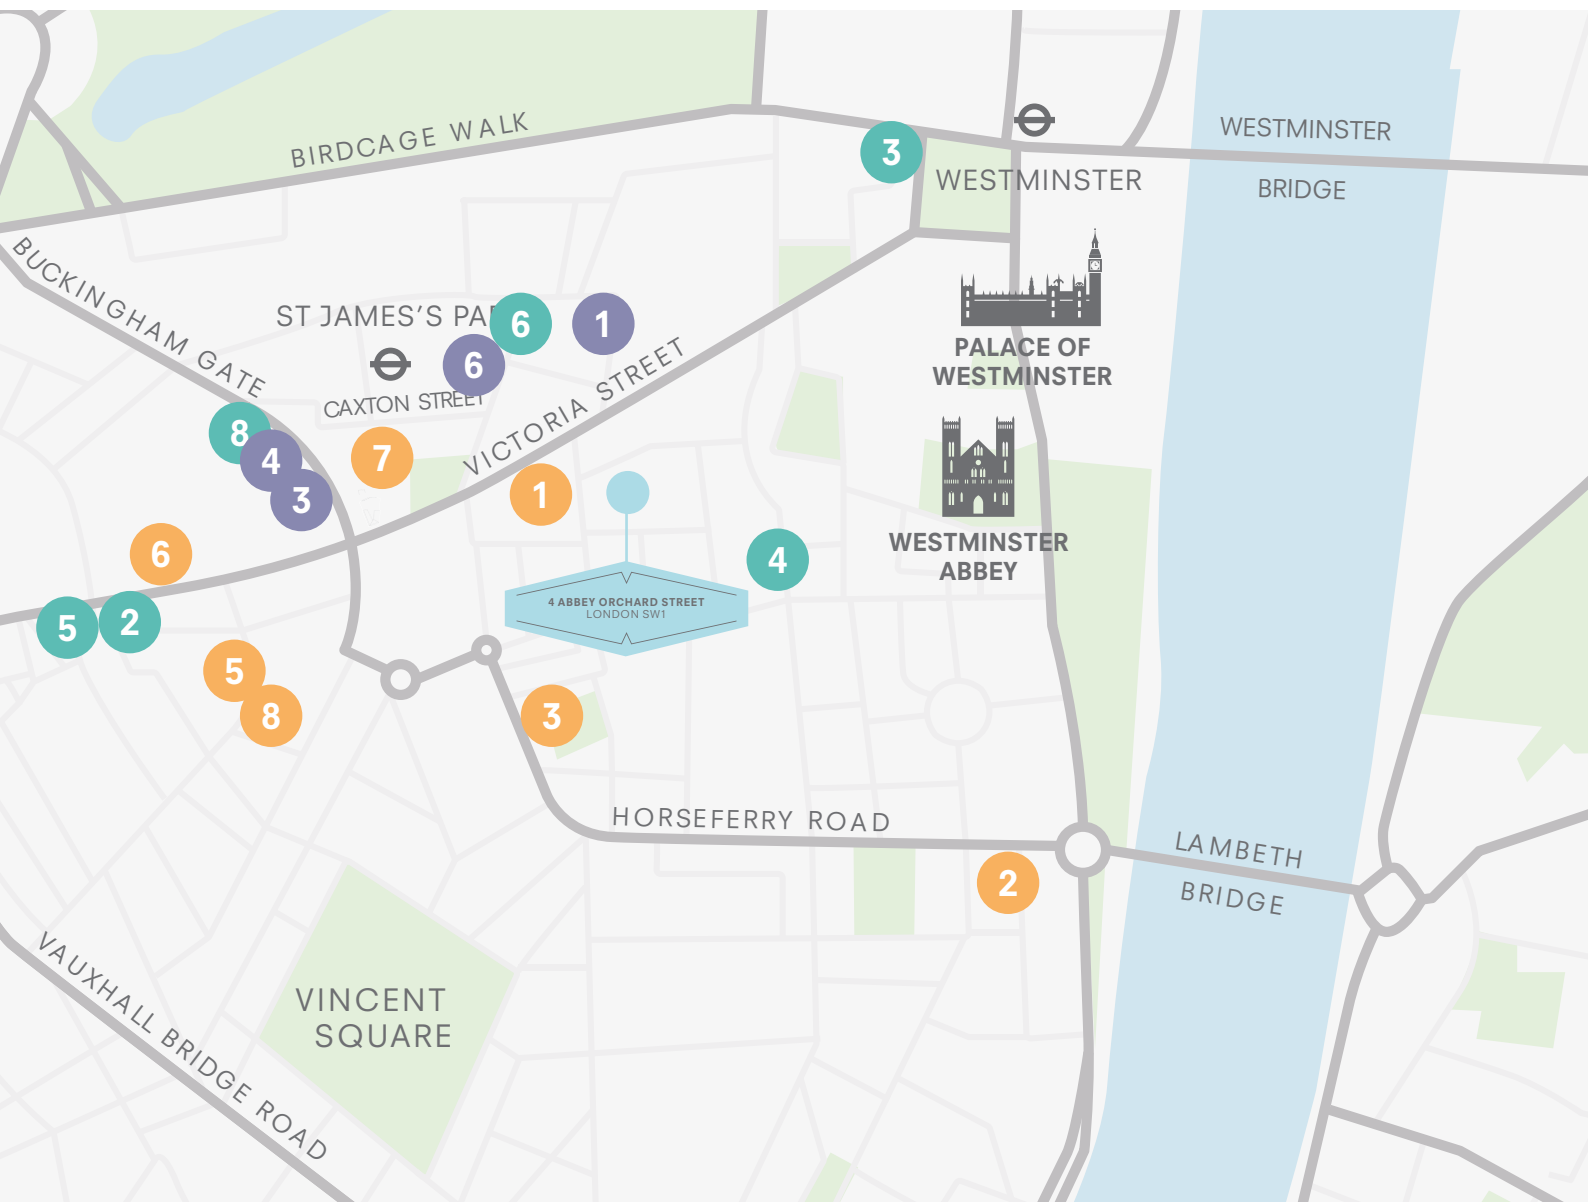 BIRDCAGE WALK
WESTMINSTER
BRIDGE
3
WESTMINSTER
BUCKINGHAM GATE
ST JAMES'S PA
6
1
6
CAXTON STREET
VICTORIA STREET
PALACE OF
WESTMINSTER
8
4
3
7
1
WESTMINSTER
ABBEY
6
4
4 ABBEY ORCHARD STREET
LONDON SW1
5
2
5
8
3
HORSEFERRY ROAD
LAMBETH
BRIDGE
2
VINCENT
SQUARE
VAUXHALL BRIDGE ROAD